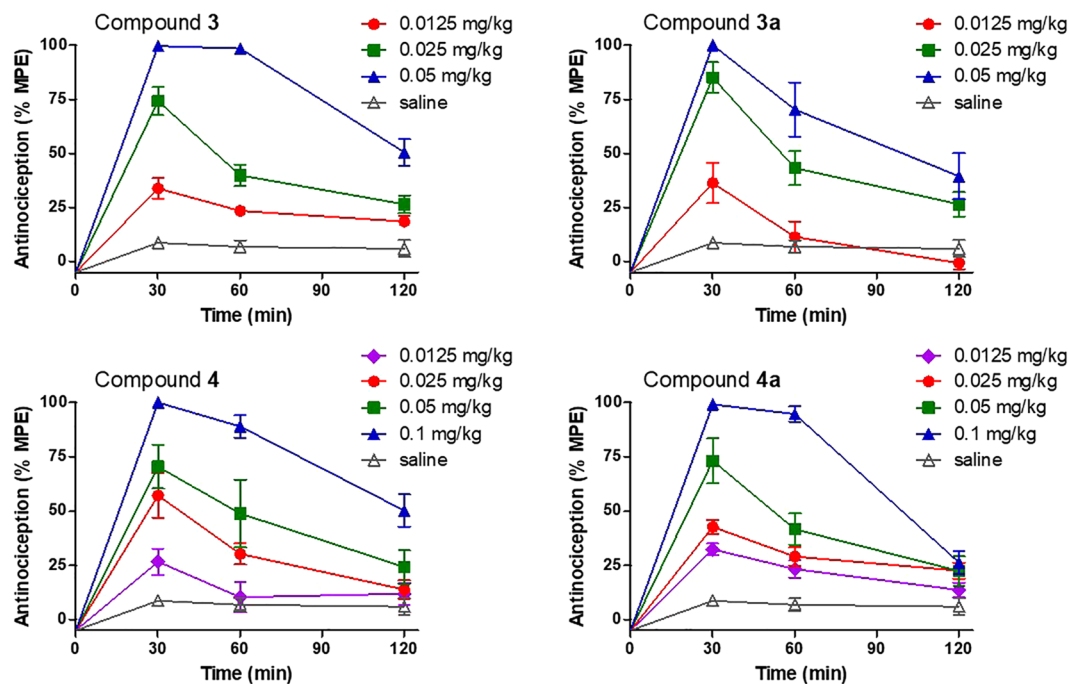 Compound 3
0.0125 mg/kg
0.025 mg/kg
0.05 mg/kg
saline
Antinociception (% MPE)
100
75
50
25
0
0 30 60 90 120
Time (min)
Compound 3a
0.0125 mg/kg
0.025 mg/kg
0.05 mg/kg
saline
Antinociception (% MPE)
100
75
50
25
0
0 30 60 90 120
Time (min)
Compound 4
0.0125 mg/kg
0.025 mg/kg
0.05 mg/kg
0.1 mg/kg
saline
Antinociception (% MPE)
100
75
50
25
0
0 30 60 90 120
Time (min)
Compound 4a
0.0125 mg/kg
0.025 mg/kg
0.05 mg/kg
0.1 mg/kg
saline
Antinociception (% MPE)
100
75
50
25
0
0 30 60 90 120
Time (min)